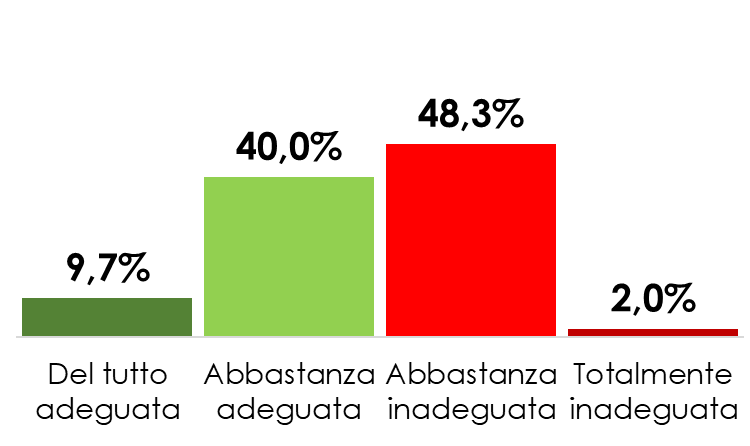 48,3%
40,0%
9,7%
2,0%
Del tutto Abbastanza Abbastanza Totalmente
adeguata adeguata inadeguata inadeguata